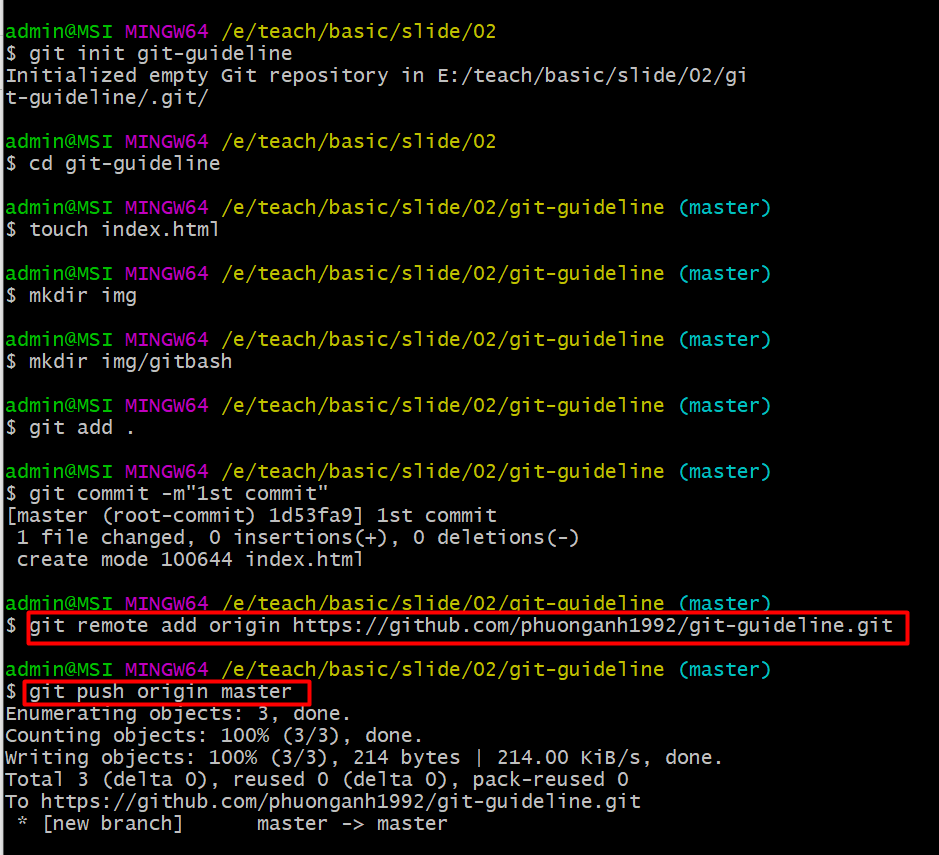 admin@MSI MINGW64 /e/teach/basic/slide/02
$ git init git-guideline
Initialized empty Git repository in E:/teach/basic/slide/02/gi
t-guideline/.git/
admin@MSI MINGW64 /e/teach/basic/slide/02
$ cd git-guideline
admin@MSI MINGW64 /e/teach/basic/slide/02/git-guideline (master)
$ touch index.html
admin@MSI MINGW64 /e/teach/basic/slide/02/git-guideline (master)
$ mkdir img
admin@MSI MINGW64 /e/teach/basic/slide/02/git-guideline (master)
$ mkdir img/gitbash
admin@MSI MINGW64 /e/teach/basic/slide/02/git-guideline (master)
$ git add .
admin@MSI MINGW64 /e/teach/basic/slide/02/git-guideline (master)
$ git commit -m"1st commit"
[master (root-commit) 1d53fa9] 1st commit
 1 file changed, 0 insertions(+), 0 deletions(-)
 create mode 100644 index.html
admin@MSI MINGW64 /e/teach/basic/slide/02/git-guideline (master)
$ git remote add origin https://github.com/phuonganh1992/git-guideline.git
admin@MSI MINGW64 /e/teach/basic/slide/02/git-guideline (master)
$ git push origin master
Enumerating objects: 3, done.
Counting objects: 100% (3/3), done.
Writing objects: 100% (3/3), 214 bytes | 214.00 KiB/s, done.
Total 3 (delta 0), reused 0 (delta 0), pack-reused 0
To https://github.com/phuonganh1992/git-guideline.git
 * [new branch]      master -> master